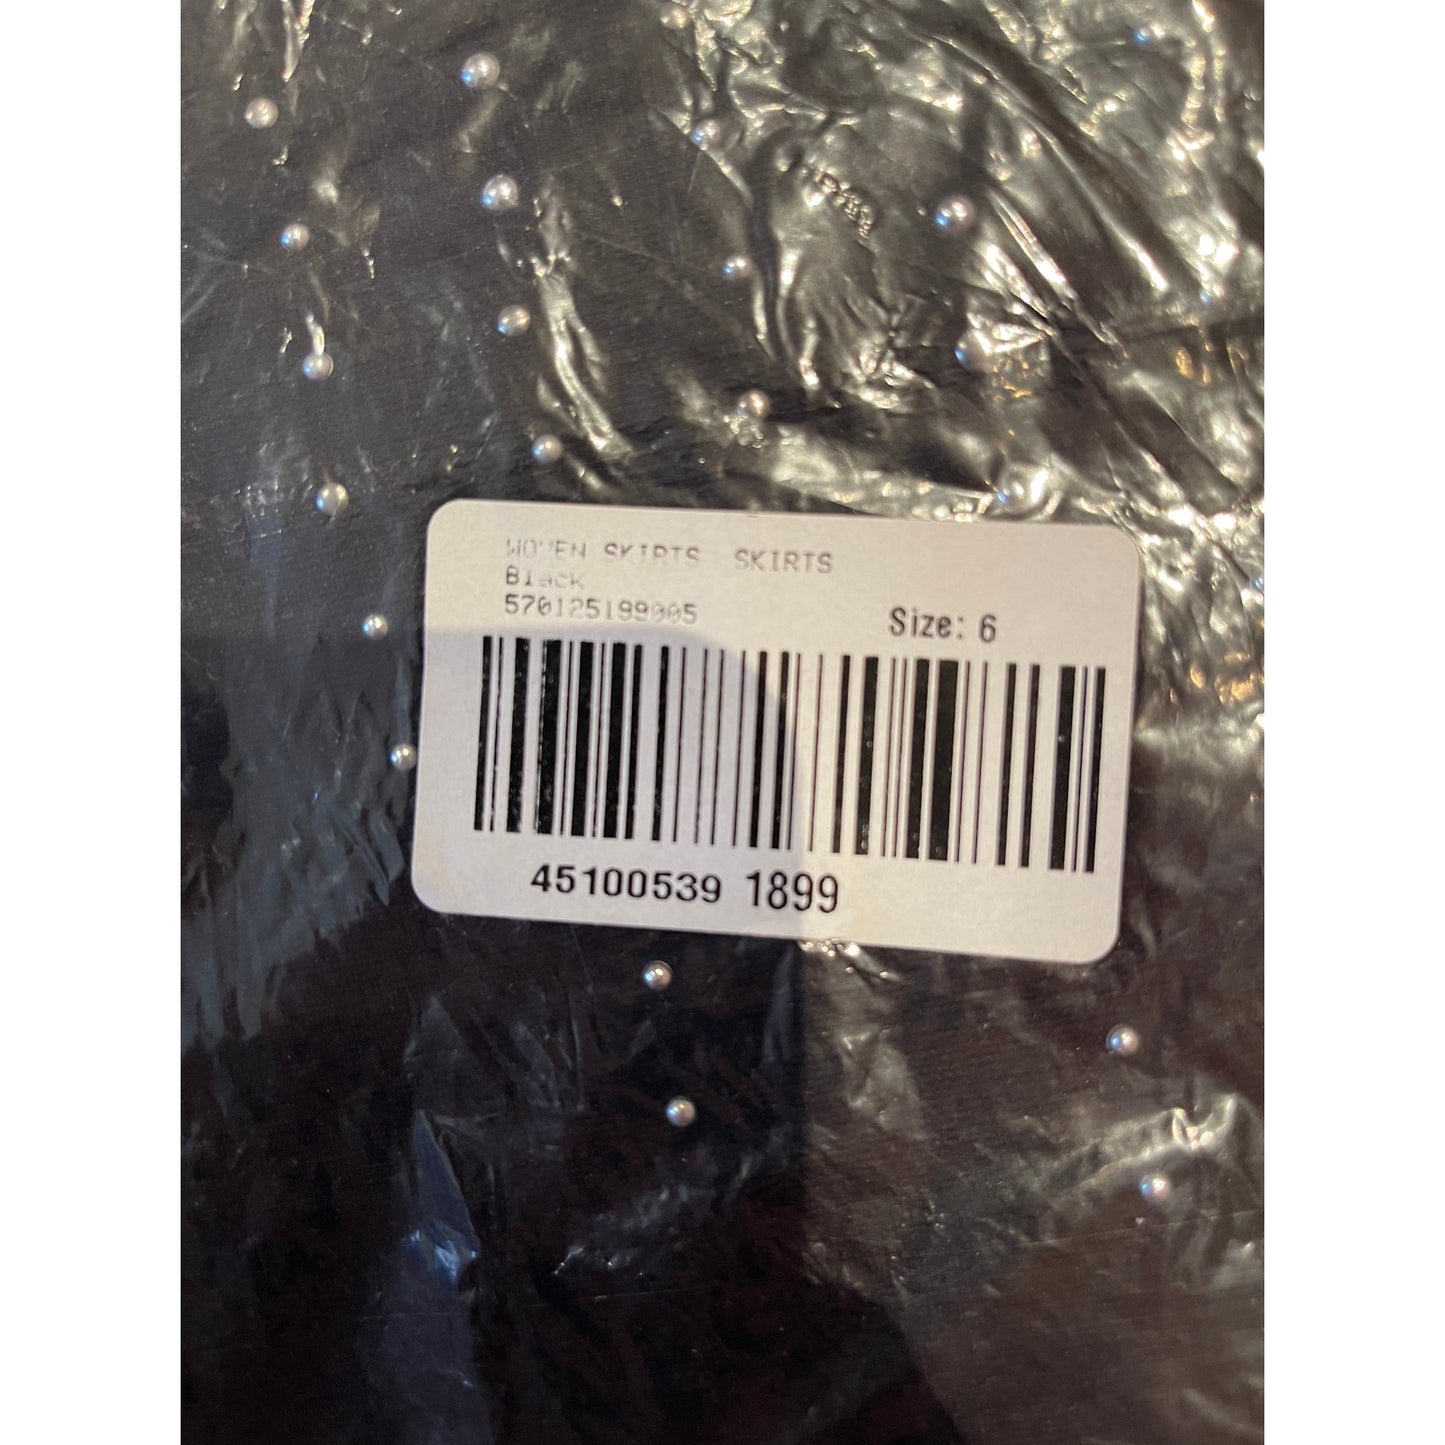 WOVEN SKIRTS SKIRTS
Black
570125199005
Size: 6
45100539 1899